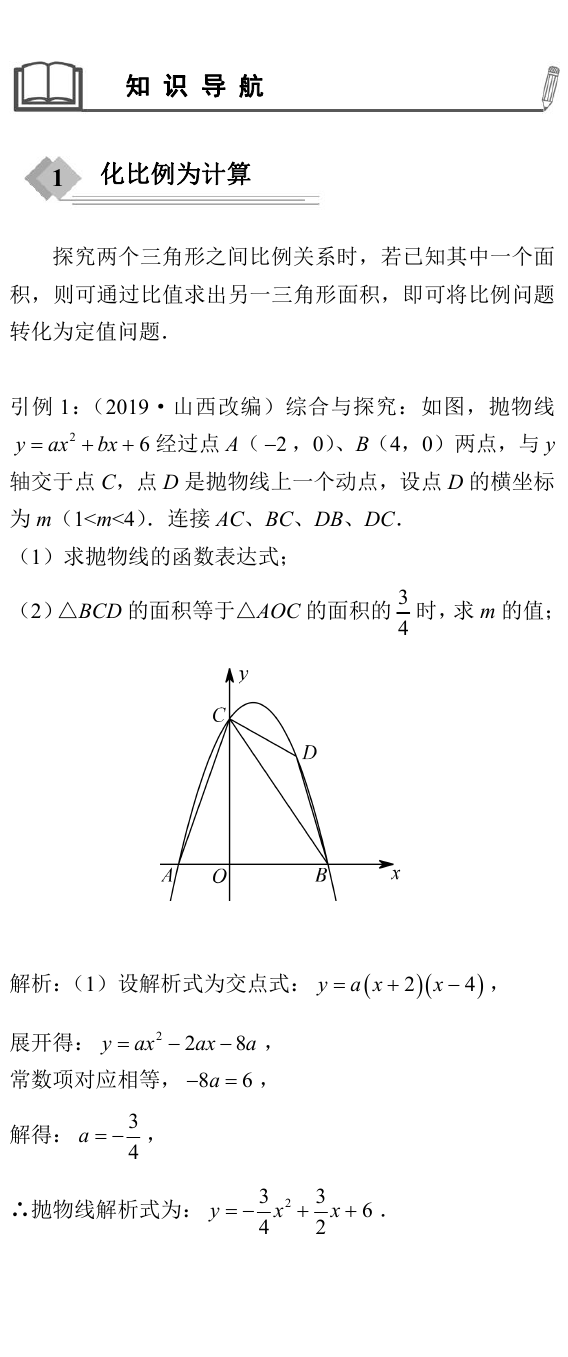 知 识 导 航
1 化比例为计算
探究两个三角形之间比例关系时，若已知其中一个面
积，则可通过比值求出另一三角形面积，即可将比例问题
转化为定值问题．
引例 1：（2019·山西改编）综合与探究：如图，抛物线
y = ax² + bx + 6 经过点 A（ −2 ，0）、B（4，0）两点，与 y
轴交于点 C，点 D 是抛物线上一个动点，设点 D 的横坐标
为 m（1<m<4）．连接 AC、BC、DB、DC．
（1）求抛物线的函数表达式；
（2）△BCD 的面积等于△AOC 的面积的 3/4 时，求 m 的值；
y
C
D
A O B x
解析：（1）设解析式为交点式： y = a(x + 2)(x − 4) ，
展开得： y = ax² − 2ax − 8a ，
常数项对应相等， −8a = 6 ，
解得： a = −3/4 ，
∴抛物线解析式为： y = −3/4 x² + 3/2 x + 6 ．